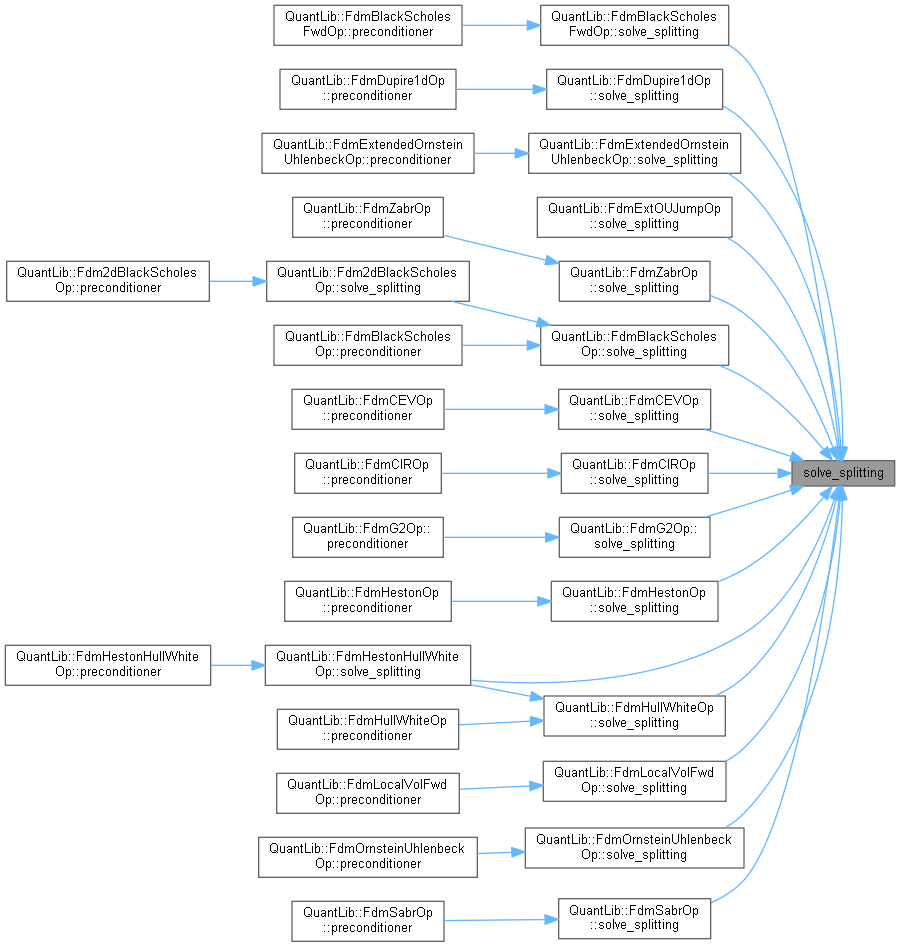 QuantLib::FdmBlackScholes
FwdOp::preconditioner
QuantLib::FdmBlackScholes
FwdOp::solve_splitting
QuantLib::FdmDupire1dOp
::preconditioner
QuantLib::FdmDupire1dOp
::solve_splitting
QuantLib::FdmExtendedOrnstein
UhlenbeckOp::preconditioner
QuantLib::FdmExtendedOrnstein
UhlenbeckOp::solve_splitting
QuantLib::FdmZabrOp
::preconditioner
QuantLib::FdmExtOUJumpOp
::solve_splitting
QuantLib::Fdm2dBlackScholes
Op::preconditioner
QuantLib::Fdm2dBlackScholes
Op::solve_splitting
QuantLib::FdmZabrOp
::solve_splitting
QuantLib::FdmBlackScholes
Op::preconditioner
QuantLib::FdmBlackScholes
Op::solve_splitting
QuantLib::FdmCEVOp
::preconditioner
QuantLib::FdmCEVOp
::solve_splitting
QuantLib::FdmCIROp
::preconditioner
QuantLib::FdmCIROp
::solve_splitting
solve_splitting
QuantLib::FdmG2Op::
preconditioner
QuantLib::FdmG2Op::
solve_splitting
QuantLib::FdmHestonOp
::preconditioner
QuantLib::FdmHestonOp
::solve_splitting
QuantLib::FdmHestonHullWhite
Op::preconditioner
QuantLib::FdmHestonHullWhite
Op::solve_splitting
QuantLib::FdmHullWhiteOp
::preconditioner
QuantLib::FdmHullWhiteOp
::solve_splitting
QuantLib::FdmLocalVolFwd
Op::preconditioner
QuantLib::FdmLocalVolFwd
Op::solve_splitting
QuantLib::FdmOrnsteinUhlenbeck
Op::preconditioner
QuantLib::FdmOrnsteinUhlenbeck
Op::solve_splitting
QuantLib::FdmSabrOp
::preconditioner
QuantLib::FdmSabrOp
::solve_splitting